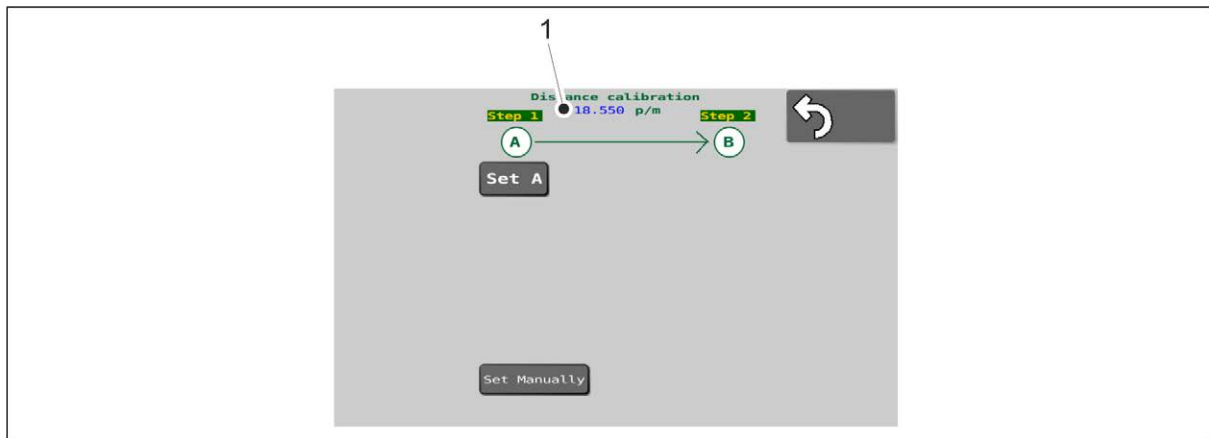 1
Distance calibration
18.550 p/m
Step 1
Step 2
A
B
Set A
Set Manually